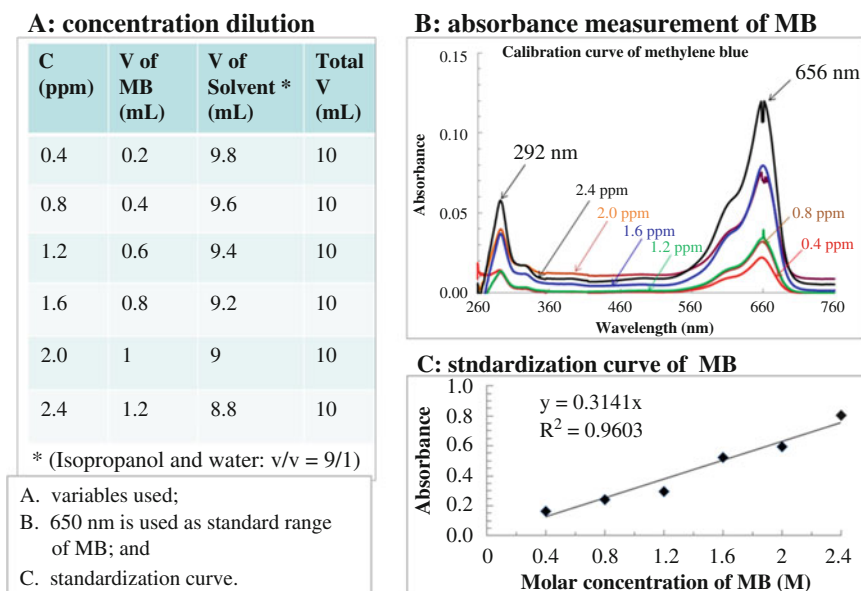 A: concentration dilution
C (ppm) V of MB (mL) V of Solvent * (mL) Total V (mL)
0.4 0.2 9.8 10
0.8 0.4 9.6 10
1.2 0.6 9.4 10
1.6 0.8 9.2 10
2.0 1 9 10
2.4 1.2 8.8 10
* (Isopropanol and water: v/v = 9/1)
A. variables used;
B. 650 nm is used as standard range
of MB; and
C. standardization curve.
B: absorbance measurement of MB
Calibration curve of methylene blue
0.15
0.10
0.05
0.00
Absorbance
656 nm
292 nm
2.4 ppm
2.0 ppm
1.6 ppm
1.2 ppm
0.8 ppm
0.4 ppm
260 360 460 560 660 760
Wavelength (nm)
C: stndardization curve of MB
1.0
0.8
0.6
0.4
0.2
0.0
Absorbance
y = 0.3141x
R² = 0.9603
0 0.4 0.8 1.2 1.6 2 2.4
Molar concentration of MB (M)